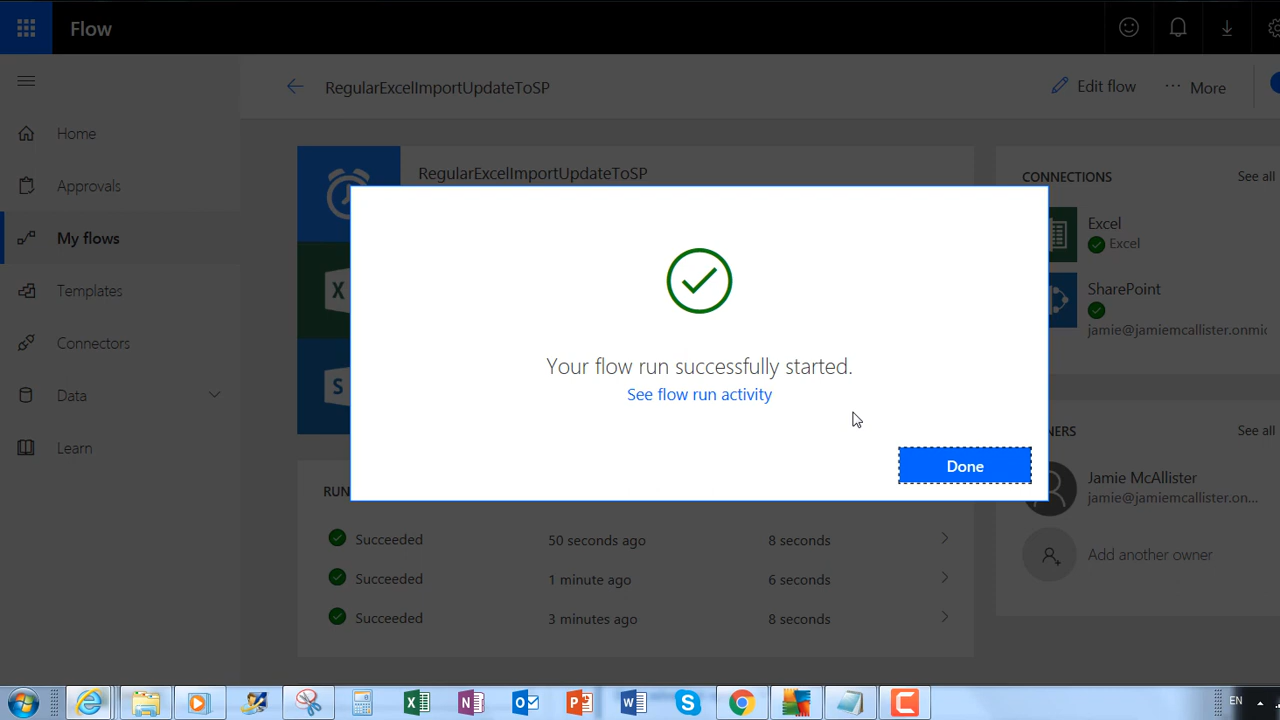 Flow
RegularExcelImportUpdateToSP
Edit flow
More
Home
Approvals
My flows
Templates
Connectors
Data
Learn
RegularExcelImportUpdateToSP
CONNECTIONS
See all
Excel
Excel
SharePoint
jamie@jamiemcallister.onmic
Your flow run successfully started.
See flow run activity
Done
See all
Jamie McAllister
jamie@jamiemcallister.on...
Add another owner
RUN
Succeeded 50 seconds ago 8 seconds
Succeeded 1 minute ago 6 seconds
Succeeded 3 minutes ago 8 seconds
EN